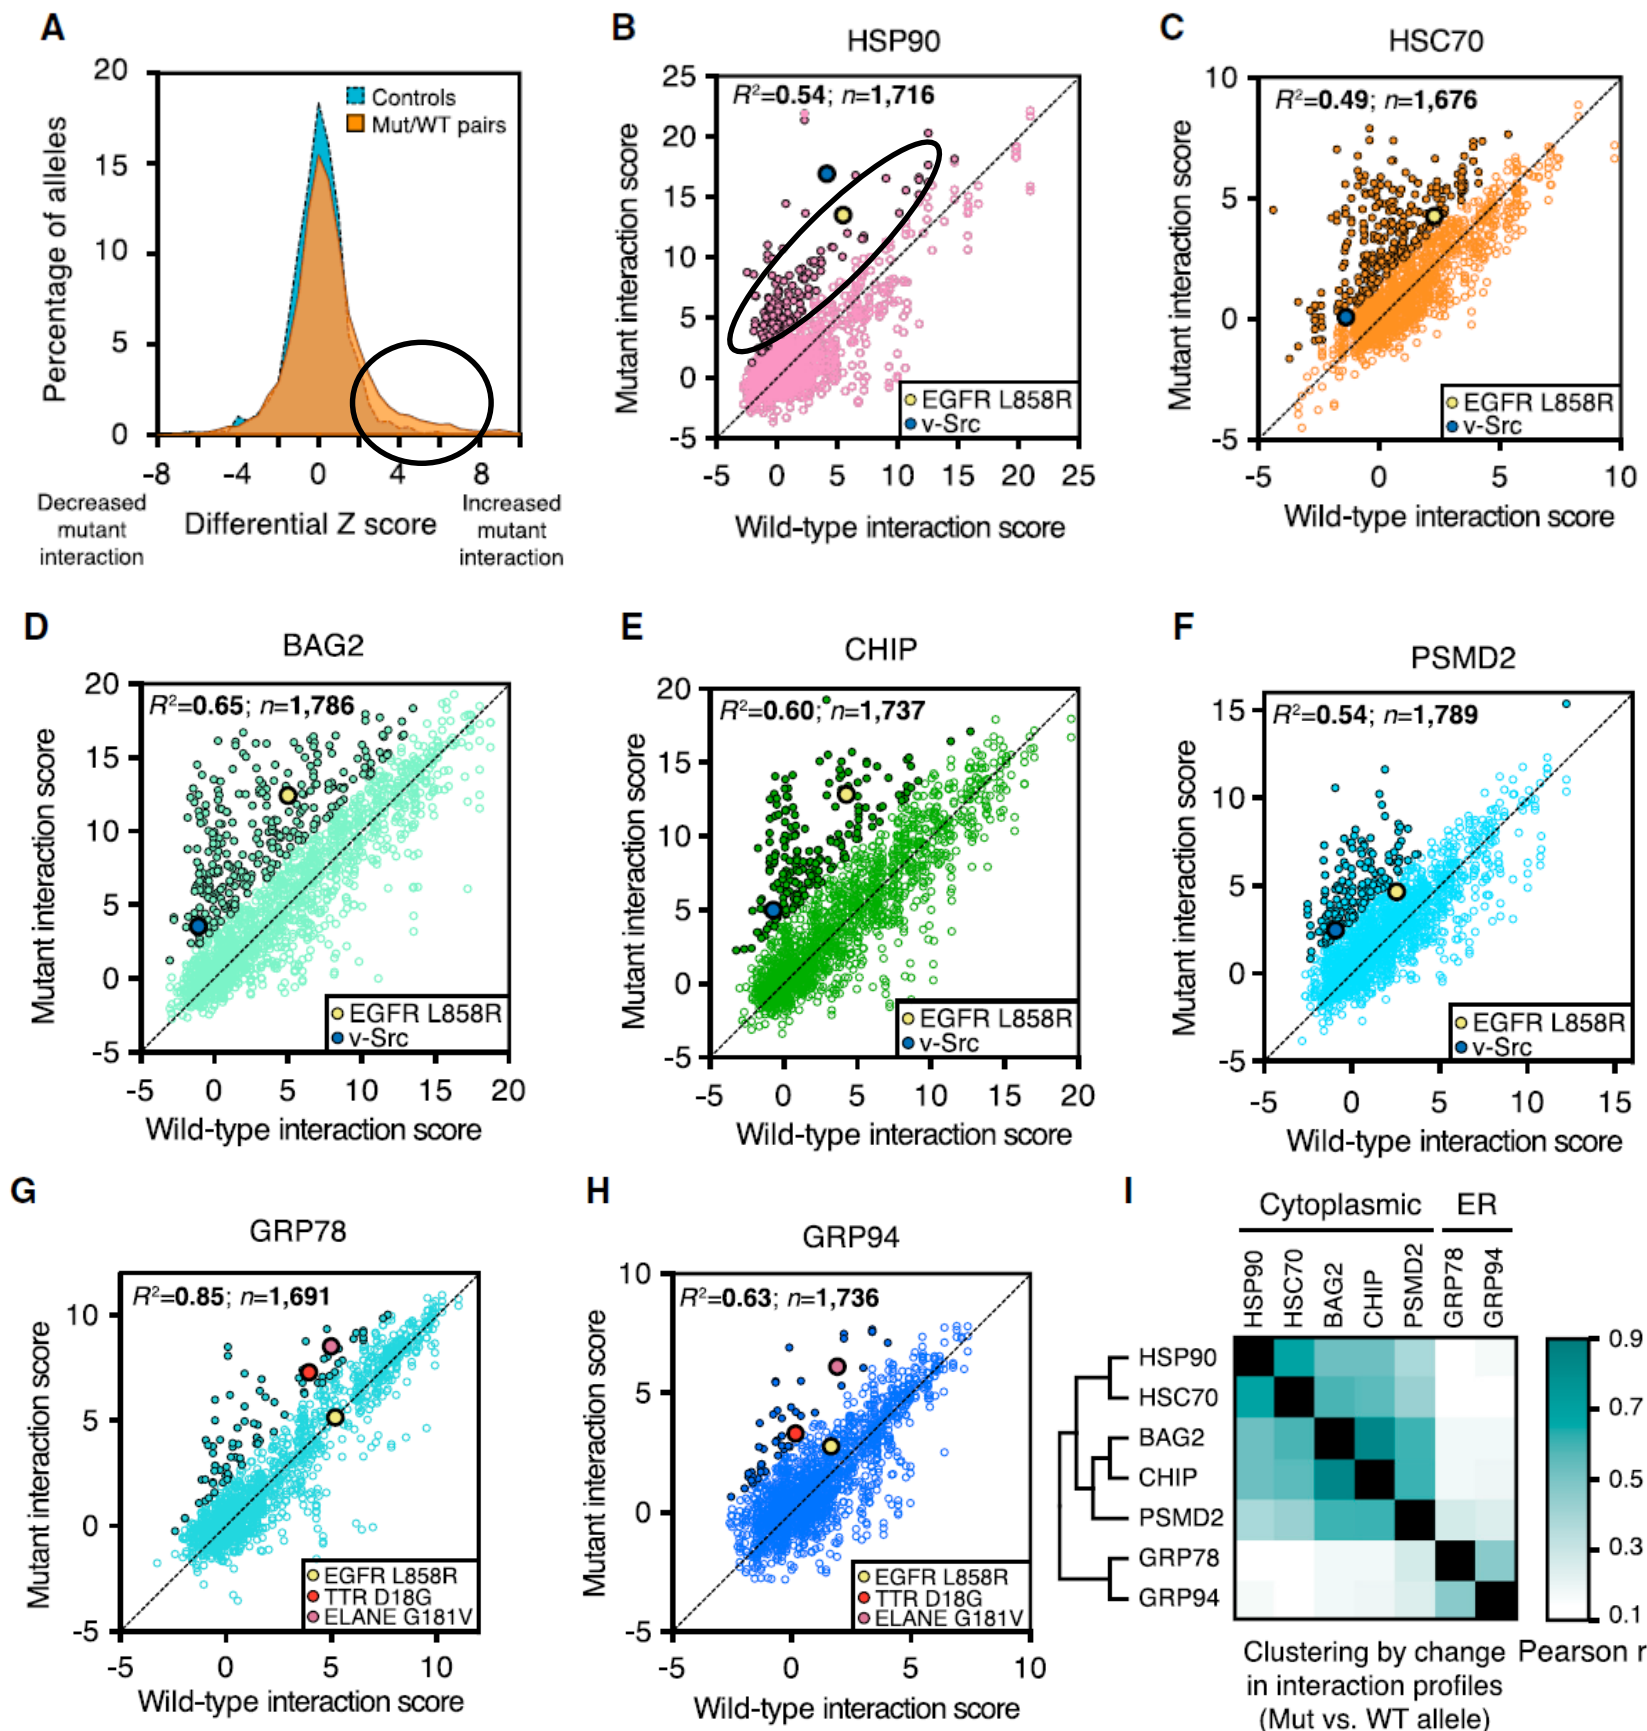 A
20
15
10
5
0
Percentage of alleles
Controls
Mut/WT pairs
-8 -4 0 4 8
Decreased
mutant
interaction
Differential Z score
Increased
mutant
interaction
B
HSP90
R²=0.54; n=1,716
25
20
15
10
5
0
-5
Mutant interaction score
EGFR L858R
v-Src
-5 0 5 10 15 20 25
Wild-type interaction score
C
HSC70
R²=0.49; n=1,676
10
5
0
-5
Mutant interaction score
EGFR L858R
v-Src
-5 0 5 10
Wild-type interaction score
D
BAG2
R²=0.65; n=1,786
20
15
10
5
0
-5
Mutant interaction score
EGFR L858R
v-Src
-5 0 5 10 15 20
Wild-type interaction score
E
CHIP
R²=0.60; n=1,737
20
15
10
5
0
-5
Mutant interaction score
EGFR L858R
v-Src
-5 0 5 10 15 20
Wild-type interaction score
F
PSMD2
R²=0.54; n=1,789
15
10
5
0
-5
Mutant interaction score
EGFR L858R
v-Src
-5 0 5 10 15
Wild-type interaction score
G
GRP78
R²=0.85; n=1,691
10
5
0
-5
Mutant interaction score
EGFR L858R
TTR D18G
ELANE G181V
-5 0 5 10
Wild-type interaction score
H
GRP94
R²=0.63; n=1,736
10
5
0
-5
Mutant interaction score
EGFR L858R
TTR D18G
ELANE G181V
-5 0 5 10
Wild-type interaction score
I
Cytoplasmic ER
HSP90 HSC70 BAG2 CHIP PSMD2 GRP78 GRP94
HSP90
HSC70
BAG2
CHIP
PSMD2
GRP78
GRP94
0.9
0.7
0.5
0.3
0.1
Pearson r
Clustering by change
in interaction profiles
(Mut vs. WT allele)